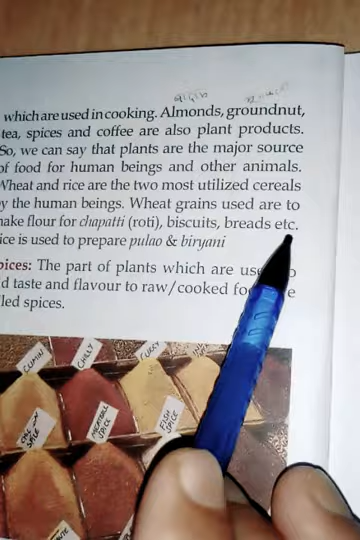 which are used in cooking. Almonds, groundnut,
tea, spices and coffee are also plant products.
So, we can say that plants are the major source
of food for human beings and other animals.
Wheat and rice are the two most utilized cereals
by the human beings. Wheat grains used are to
make flour for chapatti (roti), biscuits, breads etc.
ice is used to prepare pulao & biryani
pices: The part of plants which are use o
d taste and flavour to raw/cooked fo e
lled spices.
CUMIN
CHILLY
CURRY
FISH SPICE